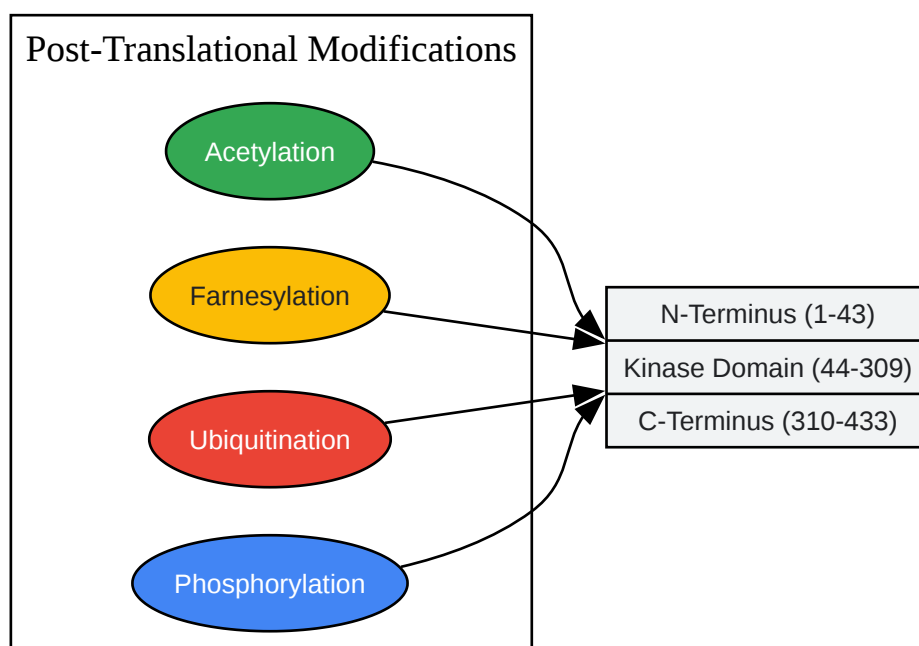 Post-Translational Modifications
Acetylation
Farnesylation
Ubiquitination
Phosphorylation
N-Terminus (1-43)
Kinase Domain (44-309)
C-Terminus (310-433)